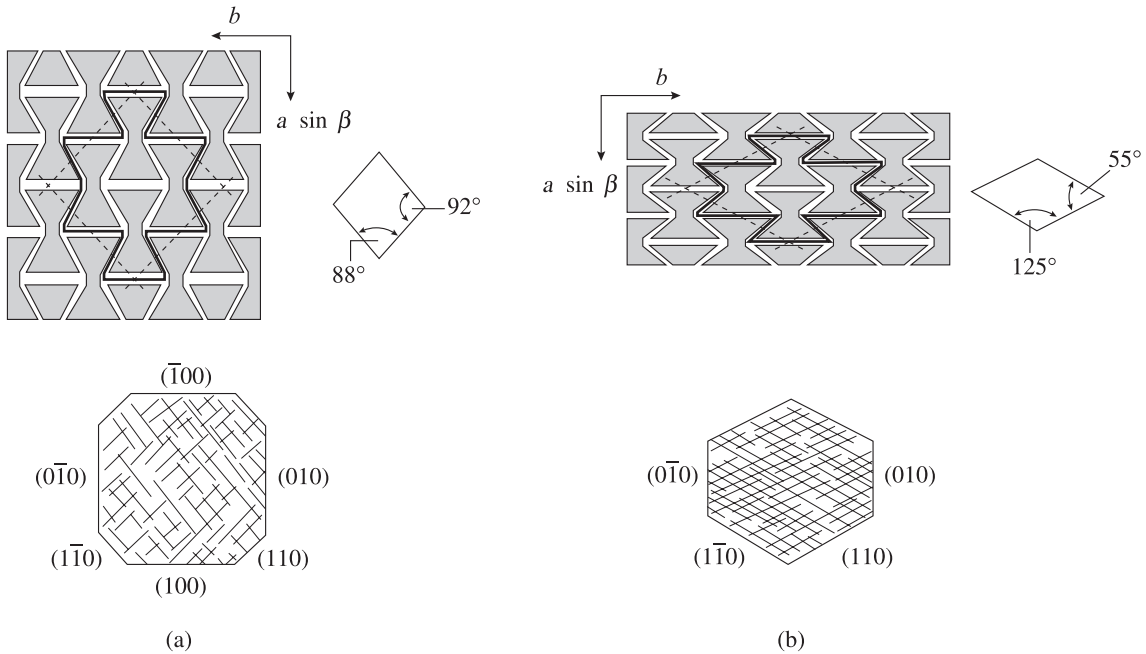 b
a sin β
92°
88°
b
a sin β
55°
125°
(1̅00)
(01̅0)
(010)
(11̅0)
(110)
(100)
(a)
(01̅0)
(010)
(11̅0)
(110)
(b)